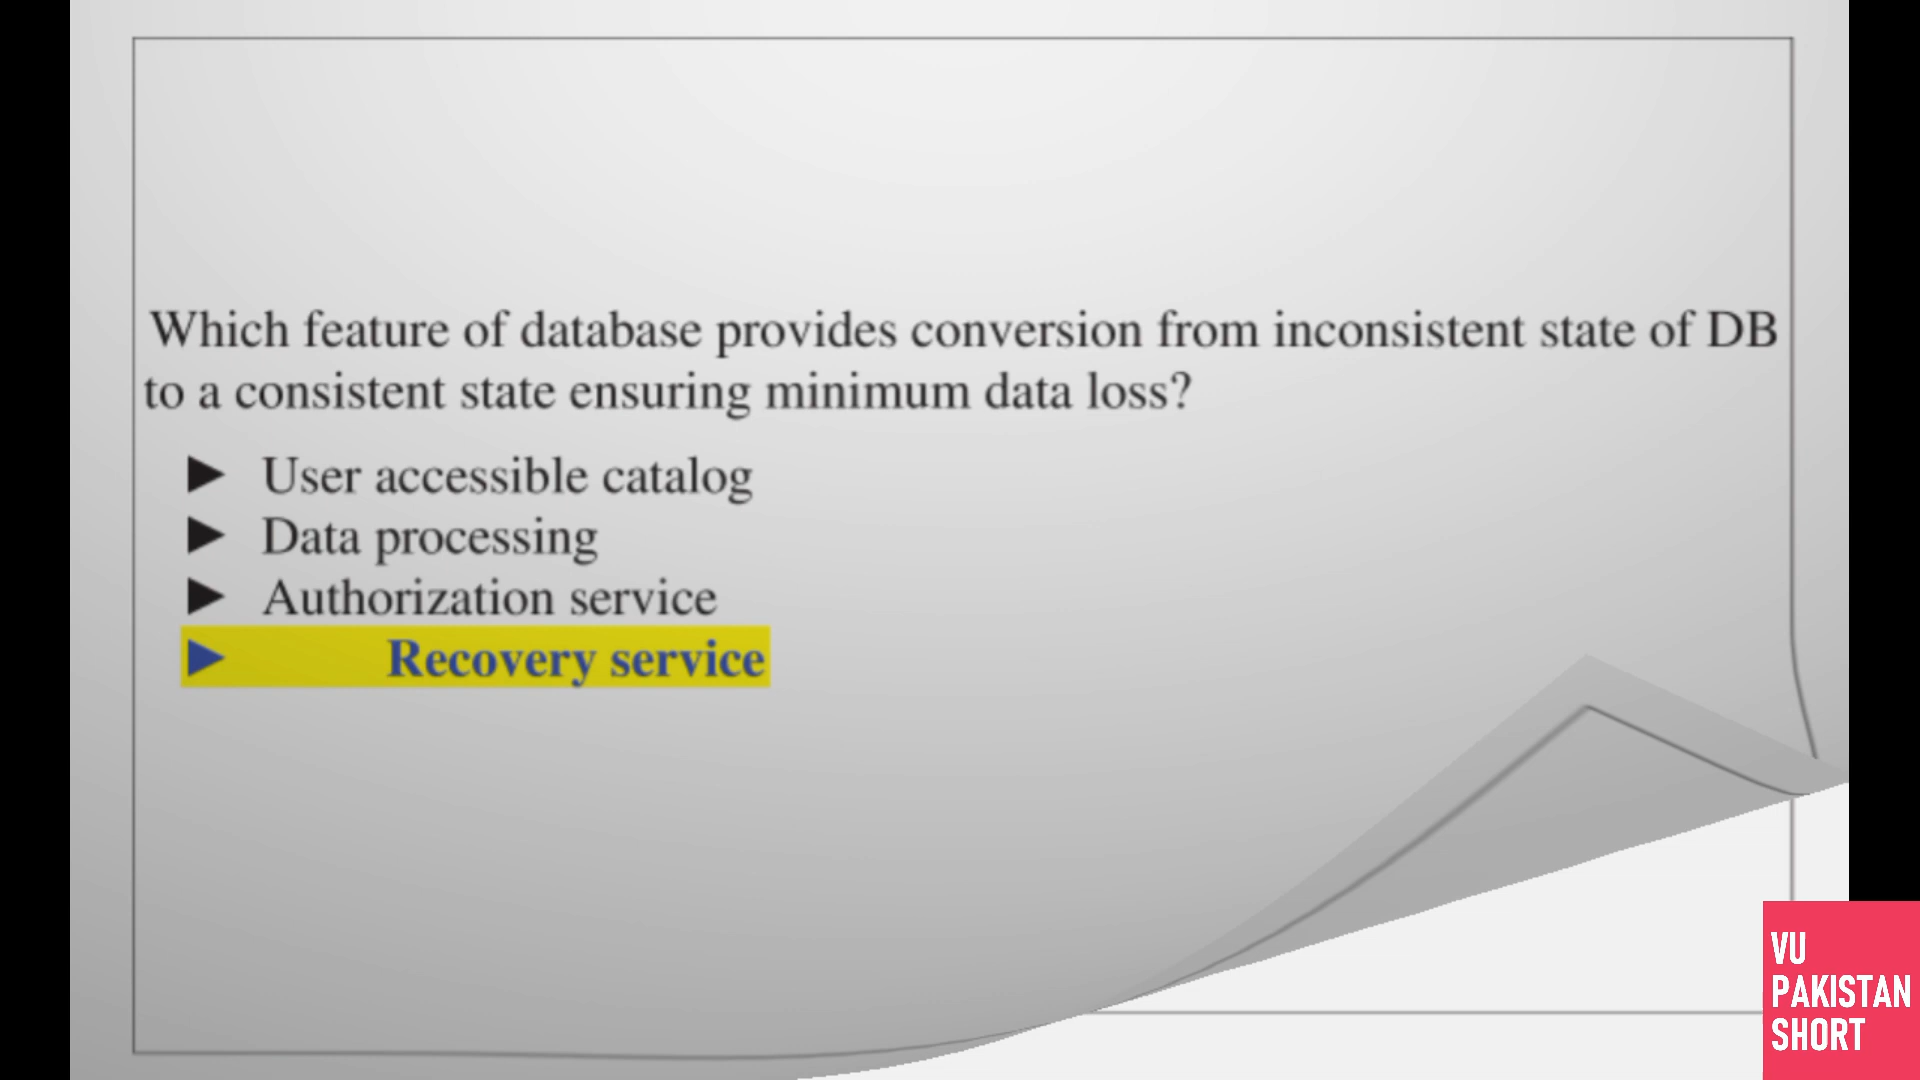 Which feature of database provides conversion from inconsistent state of DB
to a consistent state ensuring minimum data loss?
► User accessible catalog
► Data processing
► Authorization service
► Recovery service
VU
PAKISTAN
SHORT